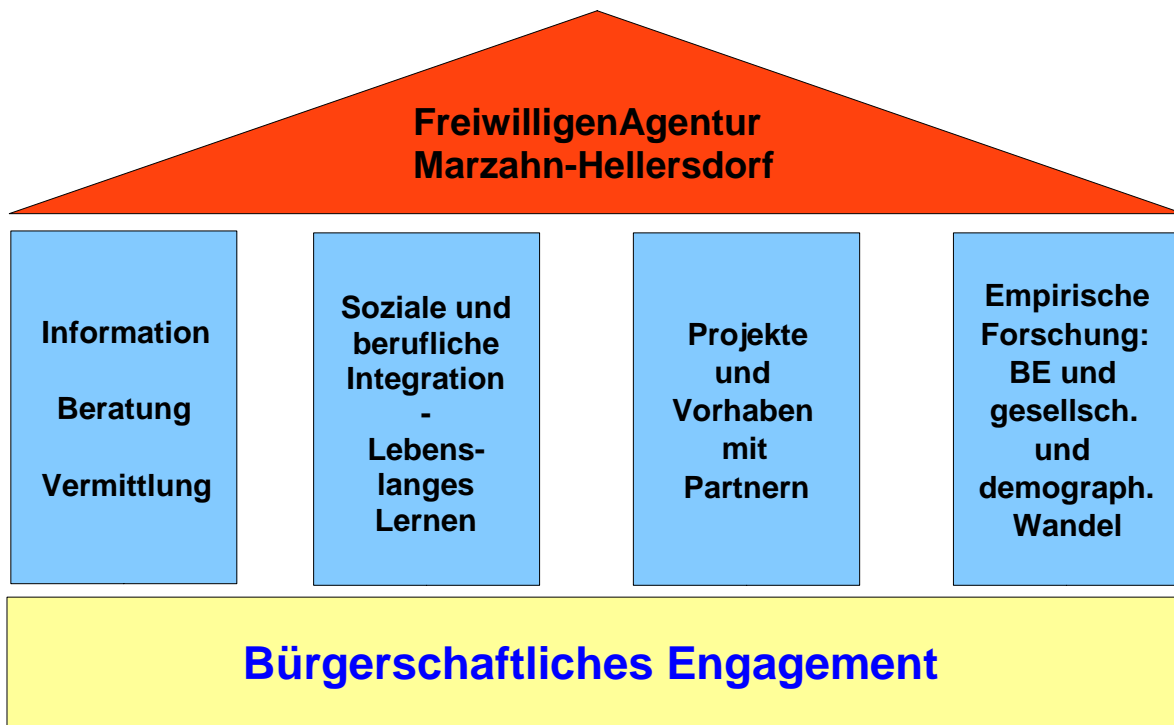 FreiwilligenAgentur
Marzahn-Hellersdorf
Information
Beratung
Vermittlung
Soziale und
berufliche
Integration
-
Lebens-
langes
Lernen
Projekte
und
Vorhaben
mit
Partnern
Empirische
Forschung:
BE und
gesellsch.
und
demograph.
Wandel
Bürgerschaftliches Engagement